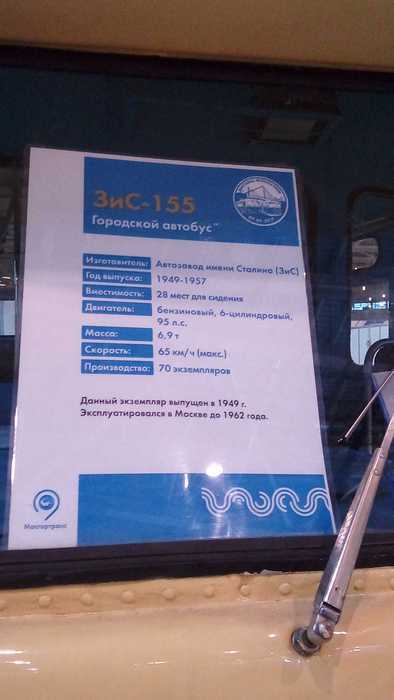 ЗиС-155
Городской автобус
Изготовитель: Автозавод имени Сталина (ЗиС)
Год выпуска: 1949-1957
Вместимость: 28 мест для сидения
Двигатель: бензиновый, 6-цилиндровый,
95 л.с.
Масса: 6,9 т
Скорость: 65 км/ч (макс.)
Производство: 70 экземпляров
Данный экземпляр выпущен в 1949 г.
Эксплуатировался в Москве до 1962 года.
Мосгортранс